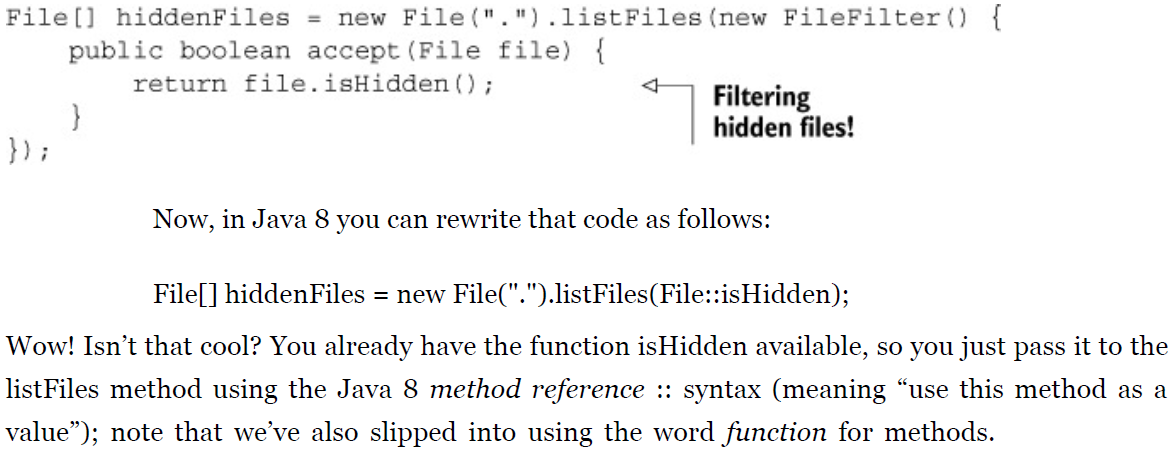 File[] hiddenFiles = new File(".").listFiles(new FileFilter() {
    public boolean accept(File file) {
        return file.isHidden();
    }
});
Filtering
hidden files!
Now, in Java 8 you can rewrite that code as follows:
File[] hiddenFiles = new File(".").listFiles(File::isHidden);
Wow! Isn’t that cool? You already have the function isHidden available, so you just pass it to the
listFiles method using the Java 8 method reference :: syntax (meaning “use this method as a
value”); note that we’ve also slipped into using the word function for methods.